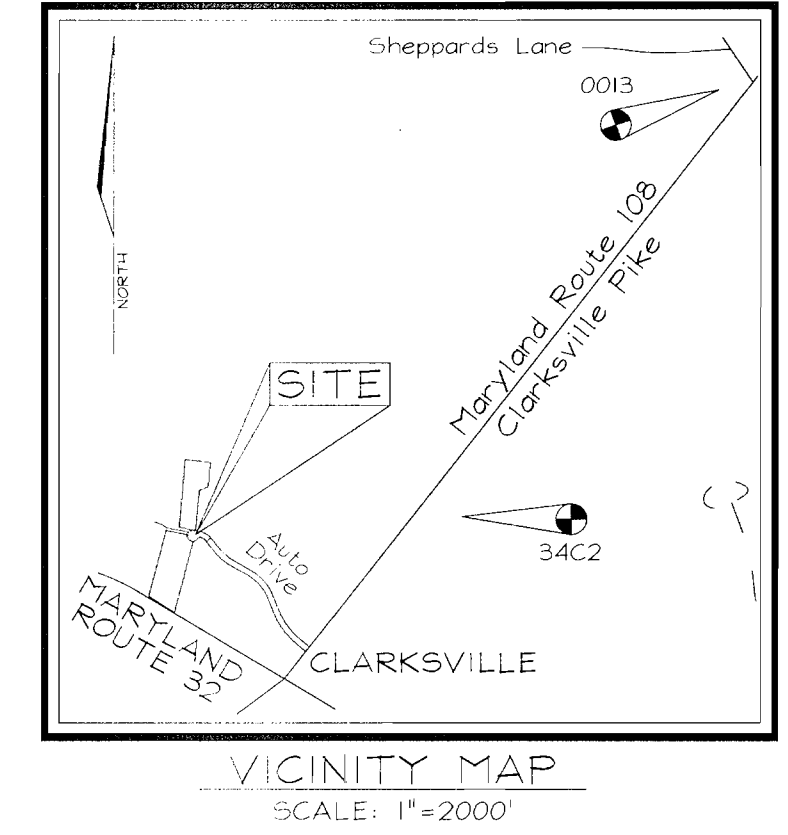 Sheppards Lane
0013
Maryland Route 108
Clarksville Pike
NORTH
SITE
Auto
Drive
34C2
MARYLAND
ROUTE 32
CLARKSVILLE
VICINITY MAP
SCALE: 1"=2000'